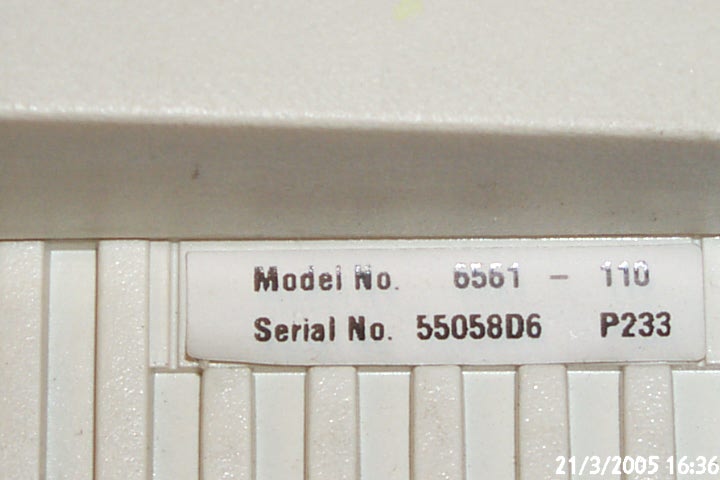 Model No. 6561 - 110
Serial No. 55058D6 P233
21/3/2005 16:36